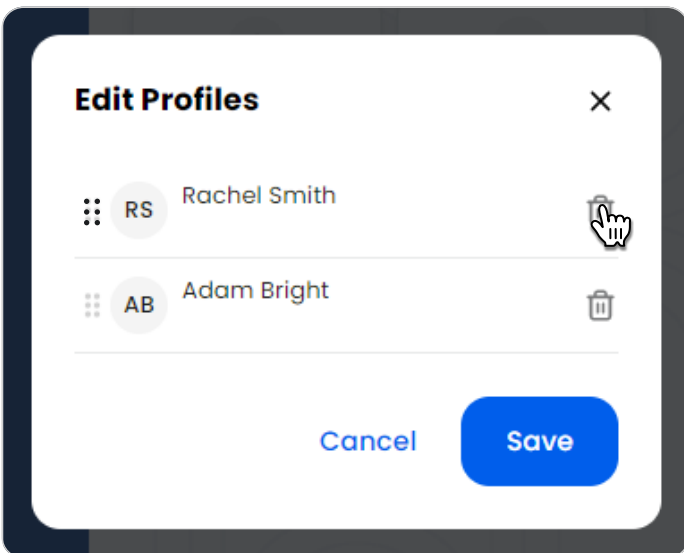 Edit Profiles
RS
Rachel Smith
AB
Adam Bright
Cancel
Save